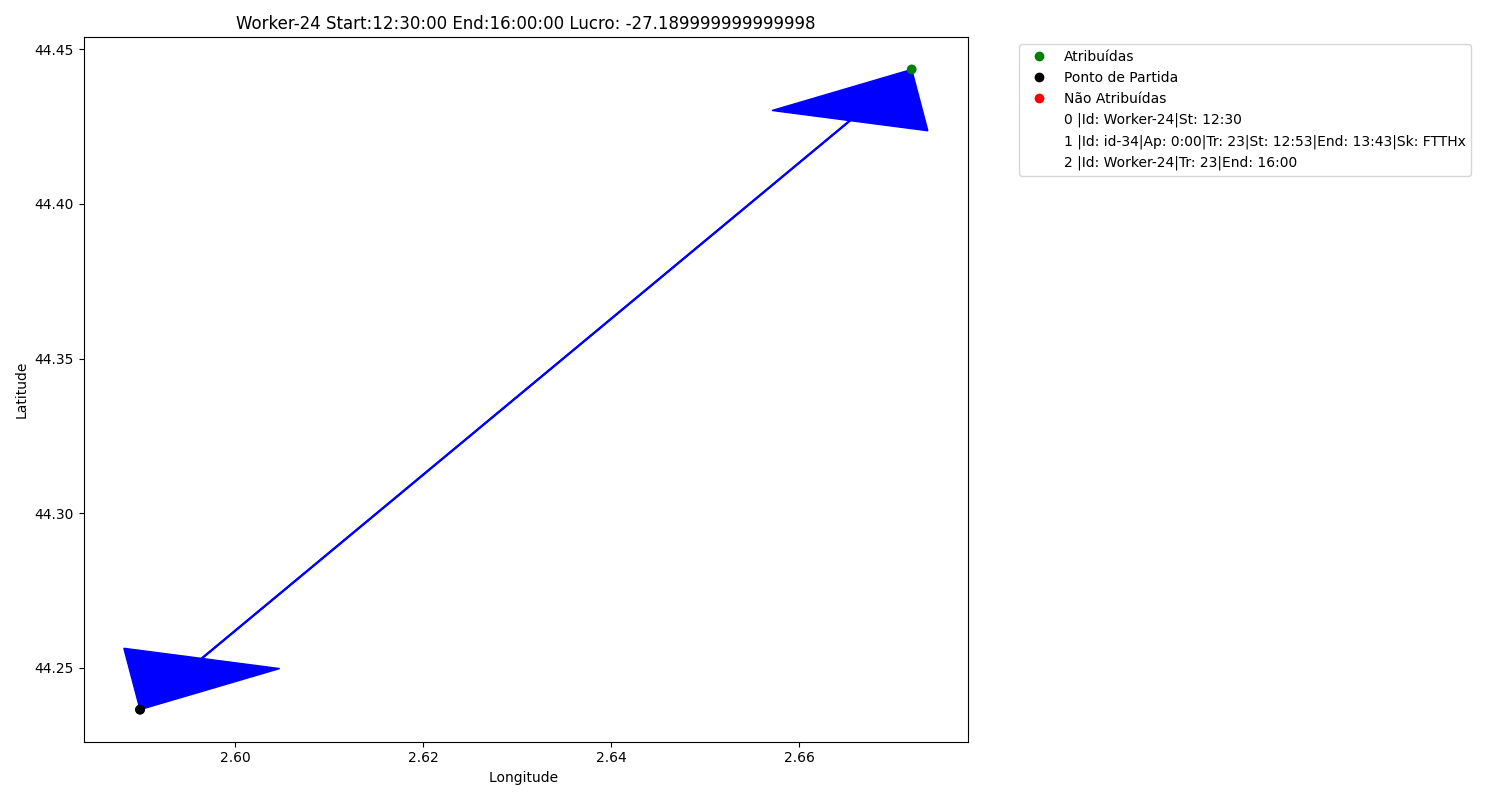 Worker-24 Start:12:30:00 End:16:00:00 Lucro: -27.189999999999998
44.45
44.40
44.35
44.30
44.25
Latitude
2.60
2.62
2.64
2.66
Longitude
Atribuídas
Ponto de Partida
Não Atribuídas
0 |Id: Worker-24|St: 12:30
1 |Id: id-34|Ap: 0:00|Tr: 23|St: 12:53|End: 13:43|Sk: FTTHx
2 |Id: Worker-24|Tr: 23|End: 16:00